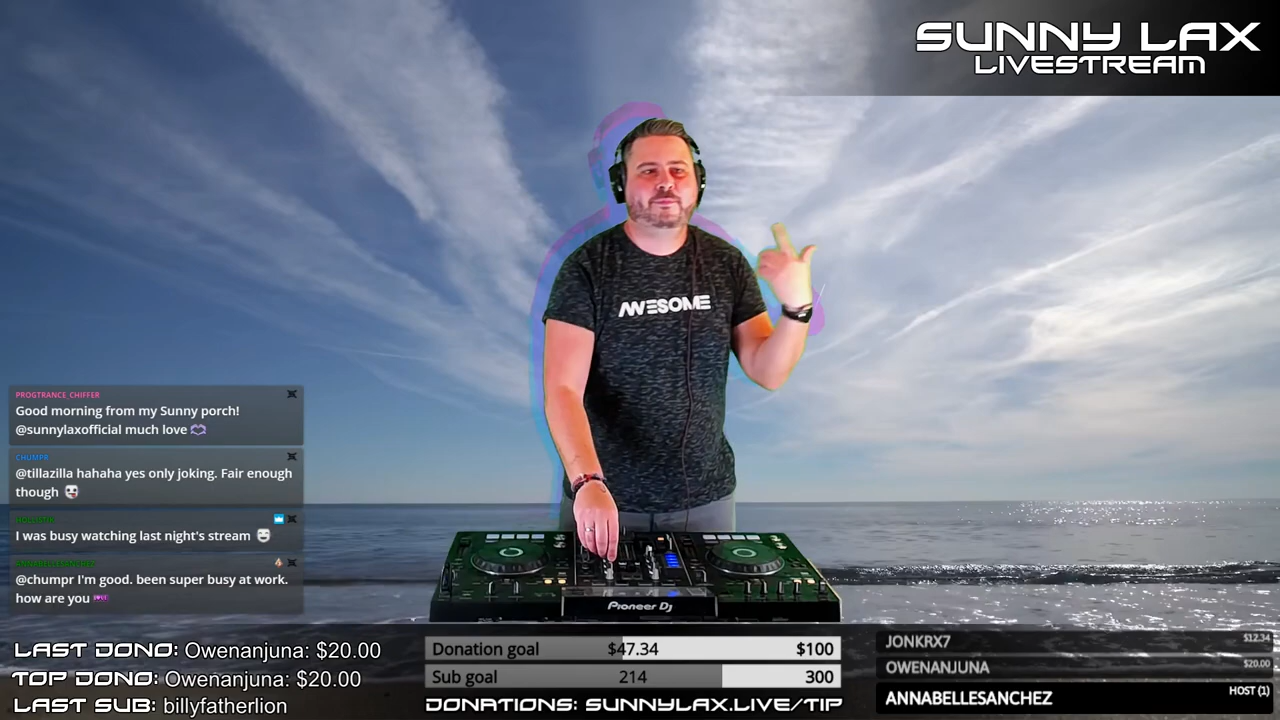 SUNNY LAX
LIVESTREAM
AWESOME
PROGTRANCE_CHIFFER
Good morning from my Sunny porch!
@sunnylaxofficial much love
CHUMPR
@tillazilla hahaha yes only joking. Fair enough
though
I was busy watching last night's stream
ANNABELLESANCHEZ
@chumpr I'm good. been super busy at work.
how are you
Pioneer Dj
LAST DONO: Owenanjuna: $20.00
TOP DONO: Owenanjuna: $20.00
LAST SUB: billyfatherlion
Donation goal $47.34 $100
Sub goal 214 300
DONATIONS: SUNNYLAX.LIVE/TIP
JONKRX7 $12.34
OWENANJUNA $20.00
ANNABELLESANCHEZ HOST (1)